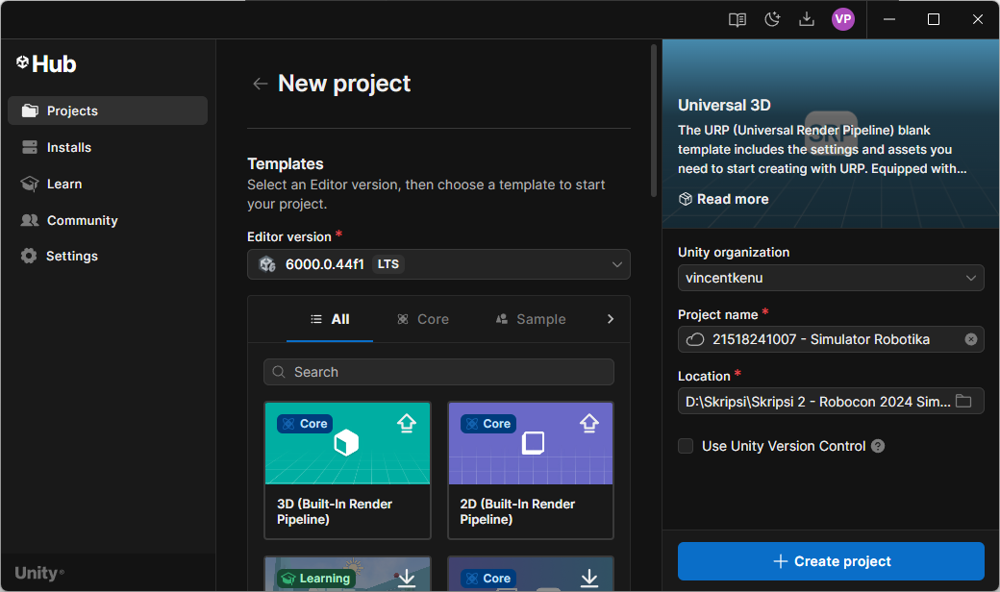 VP
Hub
Projects
Installs
Learn
Community
Settings
Unity®
New project
Templates
Select an Editor version, then choose a template to start
your project.
Editor version *
6000.0.44f1 LTS
All Core Sample
Search
Core
3D (Built-In Render
Pipeline)
Core
2D (Built-In Render
Pipeline)
Learning
Core
SRP
Universal 3D
The URP (Universal Render Pipeline) blank
template includes the settings and assets you
need to start creating with URP. Equipped with...
Read more
Unity organization
vincentkenu
Project name *
21518241007 - Simulator Robotika
Location *
D:\Skripsi\Skripsi 2 - Robocon 2024 Sim...
Use Unity Version Control ?
+ Create project